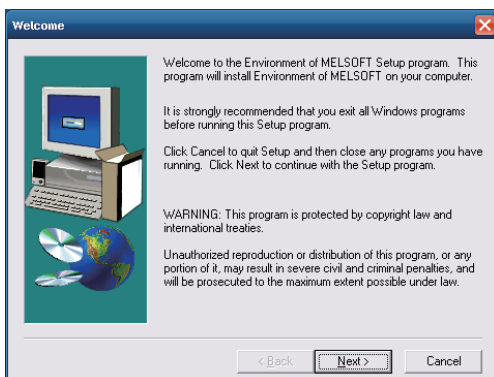 Welcome
Welcome to the Environment of MELSOFT Setup program. This
program will install Environment of MELSOFT on your computer.
It is strongly recommended that you exit all Windows programs
before running this Setup program.
Click Cancel to quit Setup and then close any programs you have
running. Click Next to continue with the Setup program.
WARNING: This program is protected by copyright law and
international treaties.
Unauthorized reproduction or distribution of this program, or any
portion of it, may result in severe civil and criminal penalties, and
will be prosecuted to the maximum extent possible under law.
< Back Next > Cancel